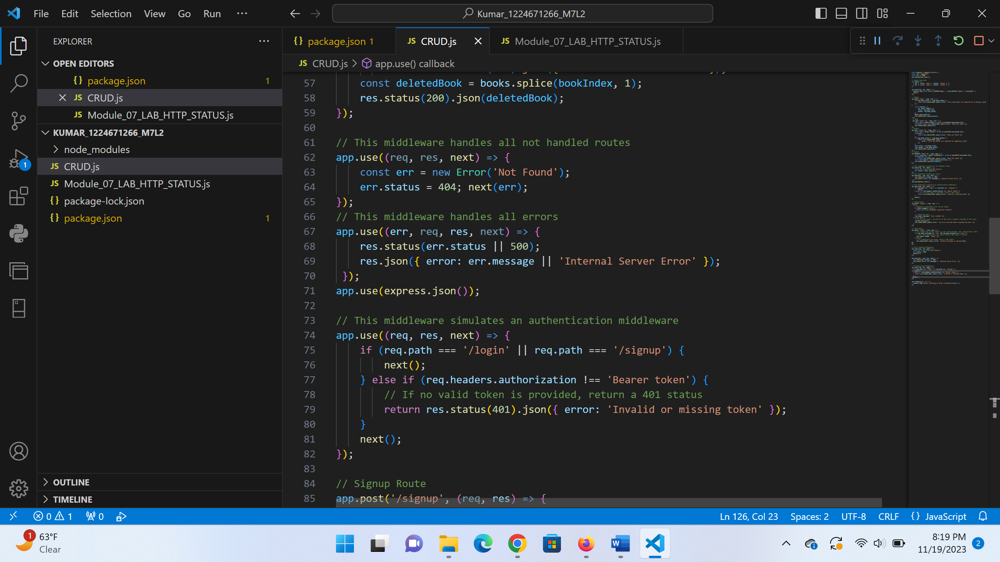 File Edit Selection View Go Run ··· Kumar_1224671266_M7L2
EXPLORER ···
OPEN EDITORS
{} package.json 1
JS CRUD.js
JS Module_07_LAB_HTTP_STATUS.js
KUMAR_1224671266_M7L2
node_modules
JS CRUD.js
JS Module_07_LAB_HTTP_STATUS.js
{} package-lock.json
{} package.json 1
OUTLINE
TIMELINE
{} package.json 1 JS CRUD.js JS Module_07_LAB_HTTP_STATUS.js
JS CRUD.js > app.use() callback
57 const deletedBook = books.splice(bookIndex, 1);
58 res.status(200).json(deletedBook);
59 });
60
61 // This middleware handles all not handled routes
62 app.use((req, res, next) => {
63 const err = new Error('Not Found');
64 err.status = 404; next(err);
65 });
66 // This middleware handles all errors
67 app.use((err, req, res, next) => {
68 res.status(err.status || 500);
69 res.json({ error: err.message || 'Internal Server Error' });
70 });
71 app.use(express.json());
72
73 // This middleware simulates an authentication middleware
74 app.use((req, res, next) => {
75 if (req.path === '/login' || req.path === '/signup') {
76 next();
77 } else if (req.headers.authorization !== 'Bearer token') {
78 // If no valid token is provided, return a 401 status
79 return res.status(401).json({ error: 'Invalid or missing token' });
80 }
81 next();
82 });
83
84 // Signup Route
85 app.post('/signup', (req, res) => {
0 1 0 Ln 126, Col 23 Spaces: 2 UTF-8 CRLF {} JavaScript
1 63°F
Clear
8:19 PM
11/19/2023
2